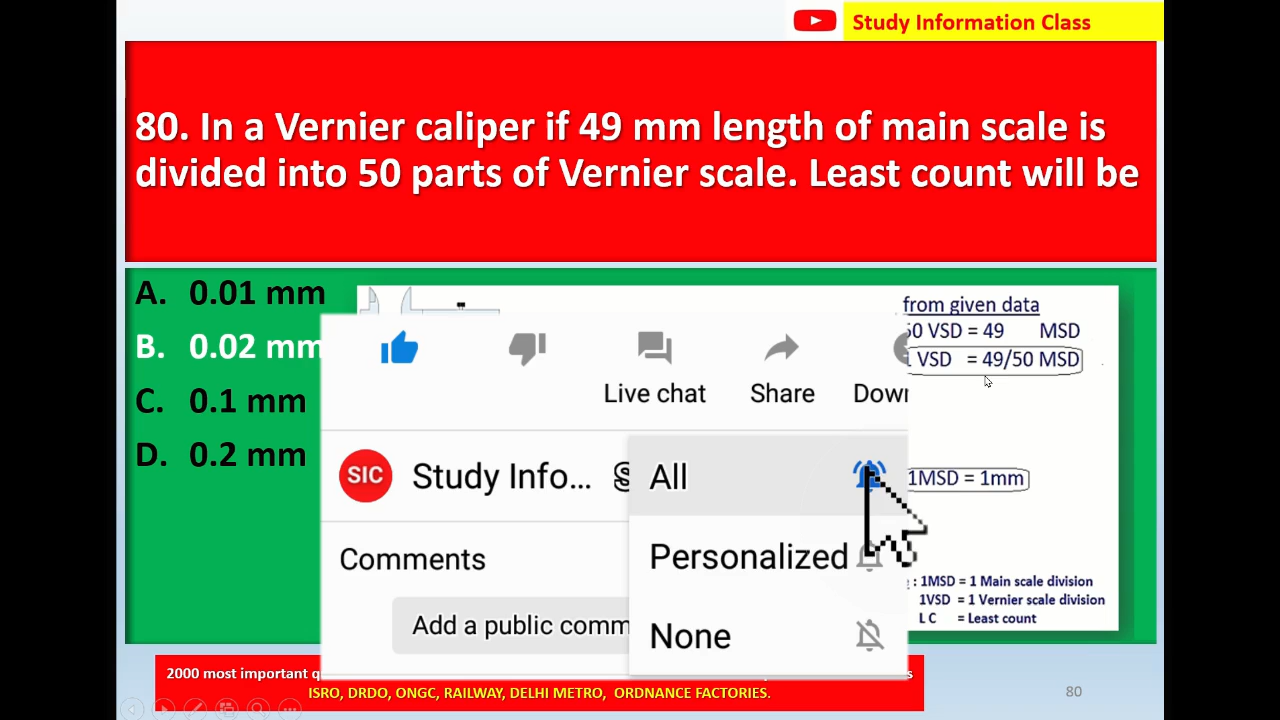 Study Information Class
80. In a Vernier caliper if 49 mm length of main scale is
divided into 50 parts of Vernier scale. Least count will be
A. 0.01 mm
B. 0.02 mm
C. 0.1 mm
D. 0.2 mm
from given data
50 VSD = 49 MSD
1 VSD = 49/50 MSD
1MSD = 1mm
: 1MSD = 1 Main scale division
1VSD = 1 Vernier scale division
L C = Least count
Live chat
Share
Down
SIC
Study Info...
All
Personalized
None
Comments
Add a public comm
2000 most important q
ISRO, DRDO, ONGC, RAILWAY, DELHI METRO, ORDNANCE FACTORIES.
80